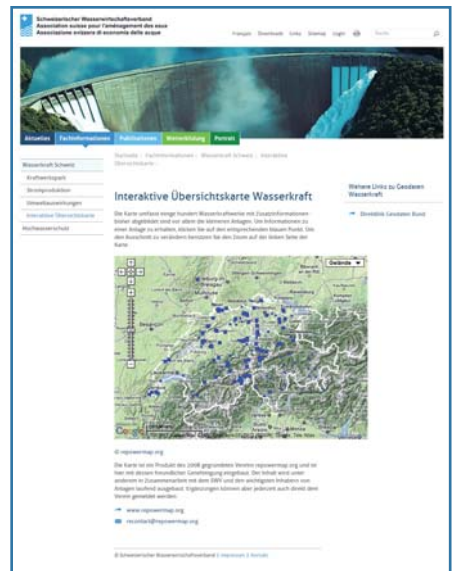 Schweizerischer Wasserwirtschaftsverband
Association suisse pour l'aménagement des eaux
Associazione svizzera di economia delle acque
Français Downloads Links Sitemap Login
Suche
Aktuelles Fachinformationen Publikationen Weiterbildung Porträt
Startseite Fachinformationen Wasserkraft Schweiz Interaktive
Übersichtskarte
Wasserkraft Schweiz
Kraftwerkspark
Stromproduktion
Umweltauswirkungen
Interaktive Übersichtskarte
Hochwasserschutz
Interaktive Übersichtskarte Wasserkraft
Die Karte umfasst einige hundert Wasserkraftwerke mit Zusatzinformationen
bisher abgebildet sind vor allem die kleineren Anlagen. Um Informationen zu
einer Anlage zu erhalten, klicken Sie auf den entsprechenden blauen Punkt. Um
den Ausschnitt zu verändern benützen Sie den Zoom auf der linken Seite der
Karte.
Gelände
© repowermap.org
Die Karte ist ein Produkt des 2008 gegründeten Vereins repowermap.org und ist
hier mit dessen freundlicher Genehmigung eingebaut. Der Inhalt wird unter
anderem in Zusammenarbeit mit dem SWV und den wichtigsten Inhabern von
Anlagen laufend ausgebaut. Ergänzungen können aber jederzeit auch direkt dem
Verein gemeldet werden.
www.repowermap.org
Weitere Links zu Geodaten
Wasserkraft
Direktlink Geodaten Bund
© Schweizerischer Wasserwirtschaftsverband | Impressum | Kontakt